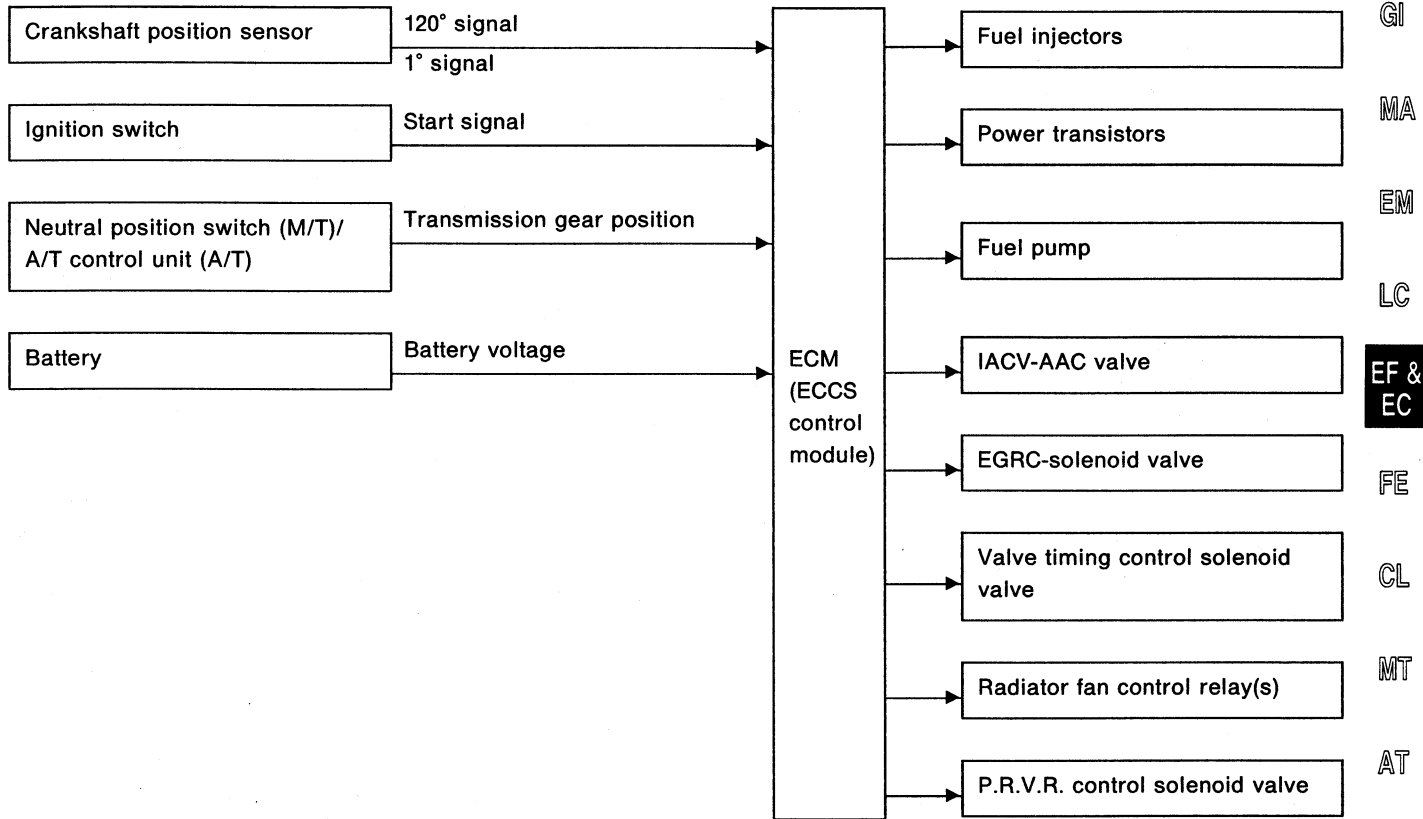 Crankshaft position sensor
120° signal
1° signal
Ignition switch
Start signal
Neutral position switch (M/T)/
A/T control unit (A/T)
Transmission gear position
Battery
Battery voltage
ECM
(ECCS
control
module)
Fuel injectors
Power transistors
Fuel pump
IACV-AAC valve
EGRC-solenoid valve
Valve timing control solenoid
valve
Radiator fan control relay(s)
P.R.V.R. control solenoid valve
GI
MA
EM
LC
EF &
EC
FE
CL
MT
AT